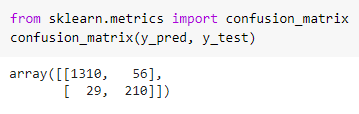 from sklearn.metrics import confusion_matrix
confusion_matrix(y_pred, y_test)
array([[1310,   56],
       [  29,  210]])